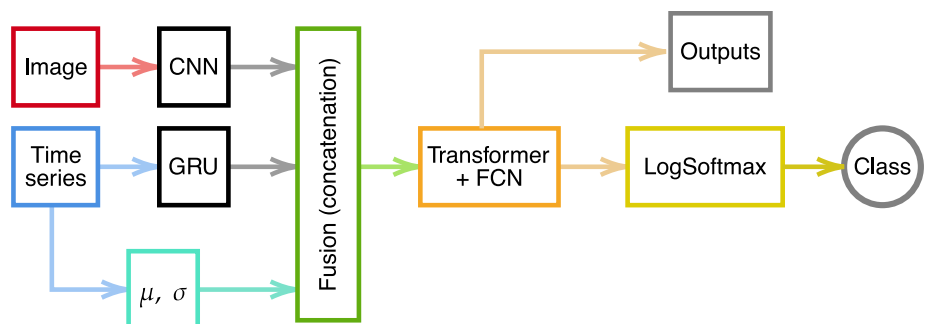 Image
CNN
Outputs
Time
series
GRU
Fusion (concatenation)
Transformer
+ FCN
LogSoftmax
Class
μ, σ